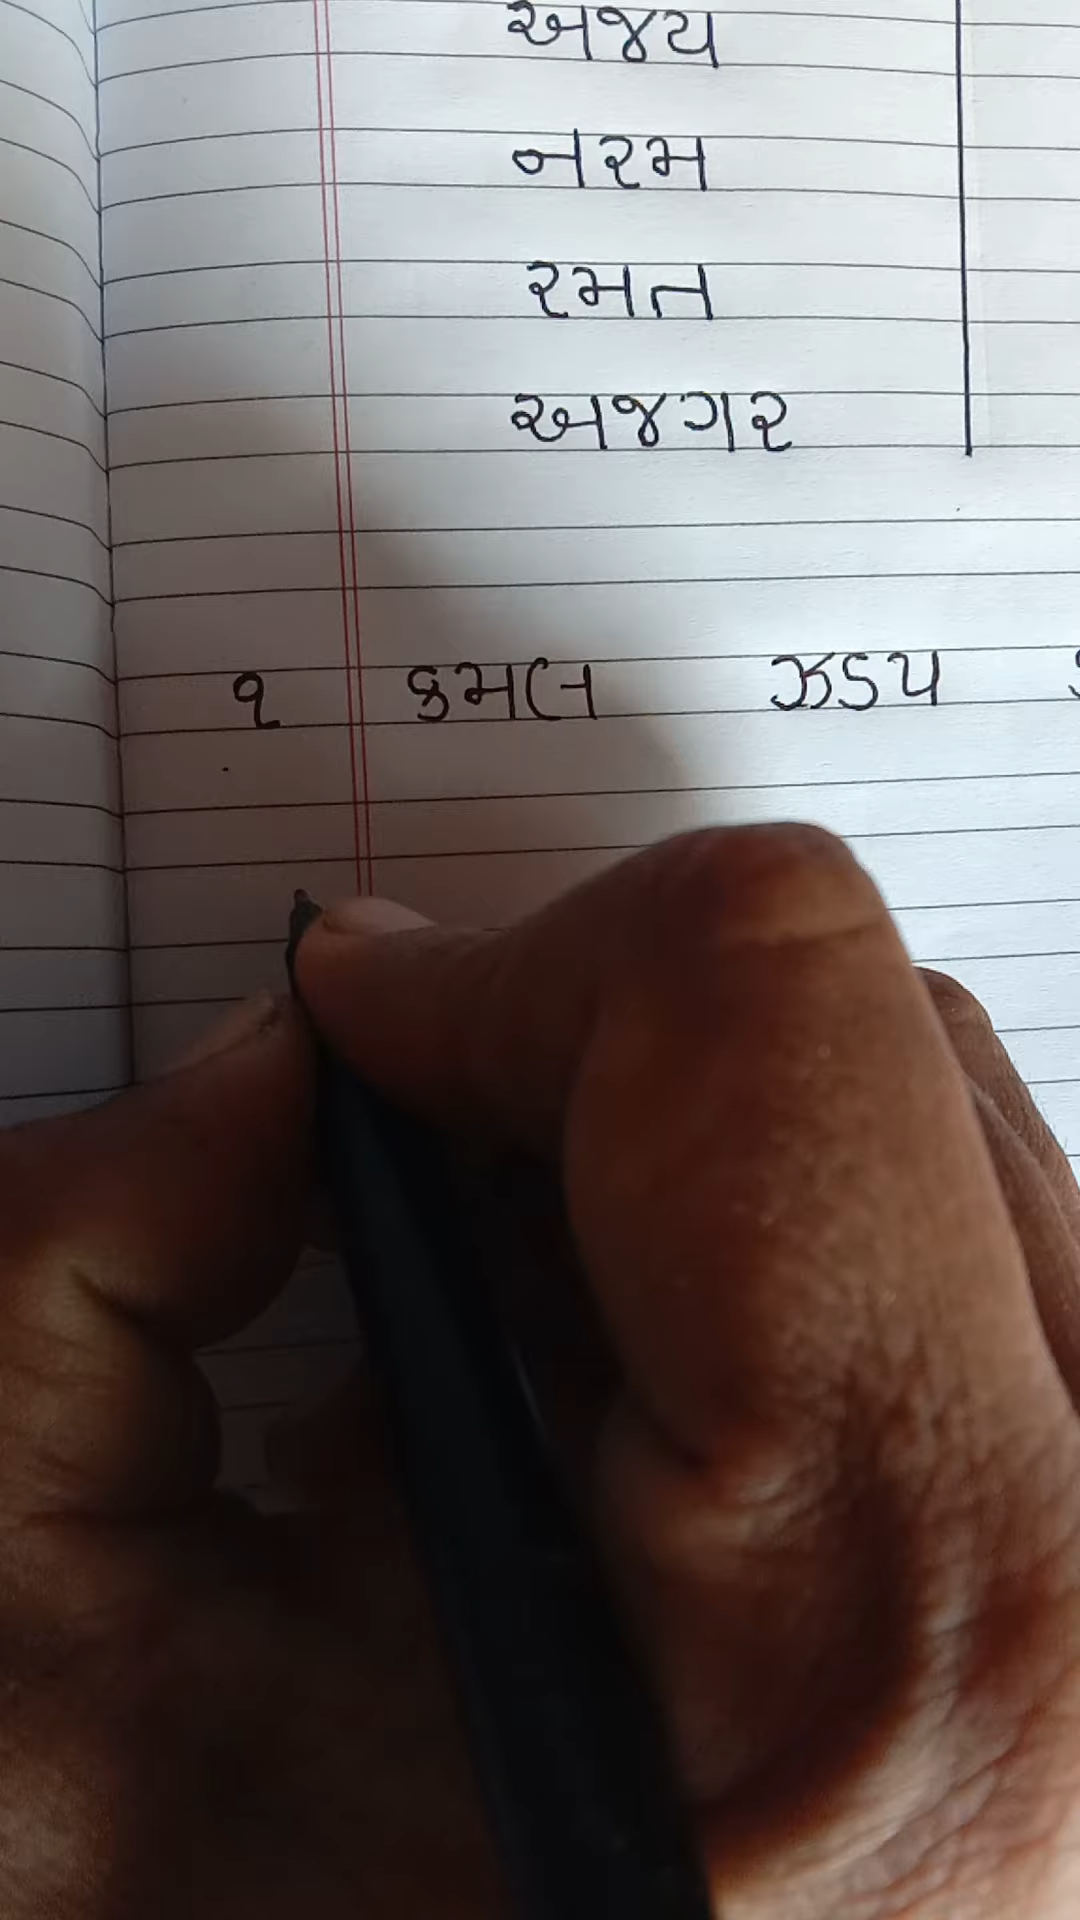 અજય
નરમ
રમત
અજગર
૧ કમલ ઝડપ